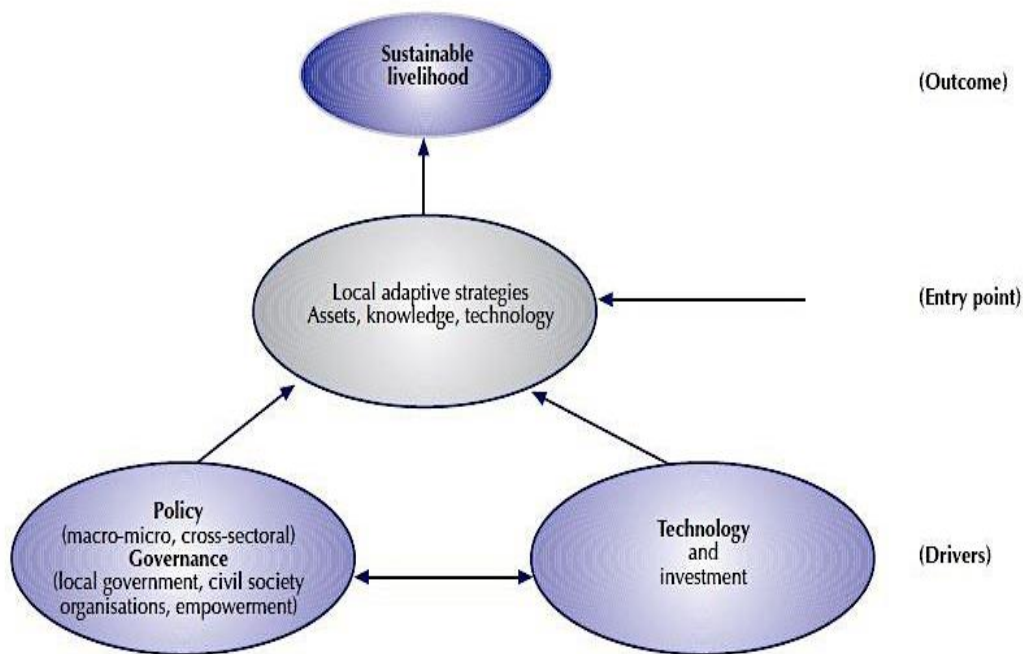 Sustainable
livelihood
(Outcome)
Local adaptive strategies
Assets, knowledge, technology
(Entry point)
Policy
(macro-micro, cross-sectoral)
Governance
(local government, civil society
organisations, empowerment)
Technology
and
investment
(Drivers)